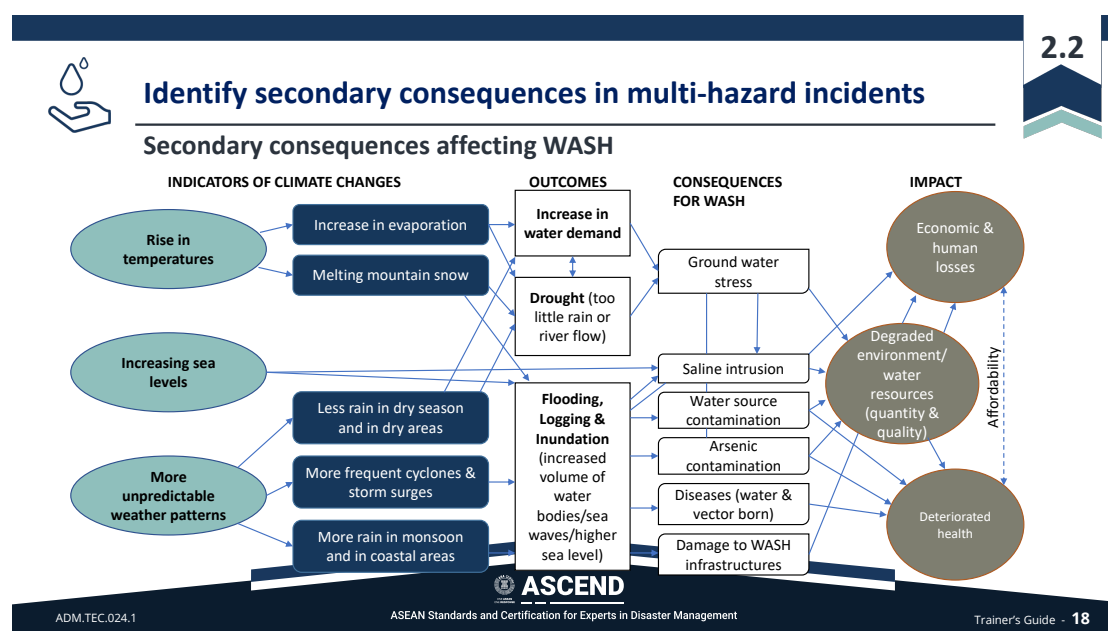 2.2
Identify secondary consequences in multi-hazard incidents
Secondary consequences affecting WASH
INDICATORS OF CLIMATE CHANGES
OUTCOMES
CONSEQUENCES
FOR WASH
IMPACT
Rise in
temperatures
Increasing sea
levels
More
unpredictable
weather patterns
Increase in evaporation
Melting mountain snow
Less rain in dry season
and in dry areas
More frequent cyclones &
storm surges
More rain in monsoon
and in coastal areas
Increase in
water demand
Drought (too
little rain or
river flow)
Flooding,
Logging &
Inundation
(increased
volume of
water
bodies/sea
waves/higher
sea level)
Ground water
stress
Saline intrusion
Water source
contamination
Arsenic
contamination
Diseases (water &
vector born)
Damage to WASH
infrastructures
Economic &
human
losses
Degraded
environment/
water
resources
(quantity &
quality)
Affordability
Deteriorated
health
ASCEND
ASEAN Standards and Certification for Experts in Disaster Management
ADM.TEC.024.1
Trainer's Guide - 18